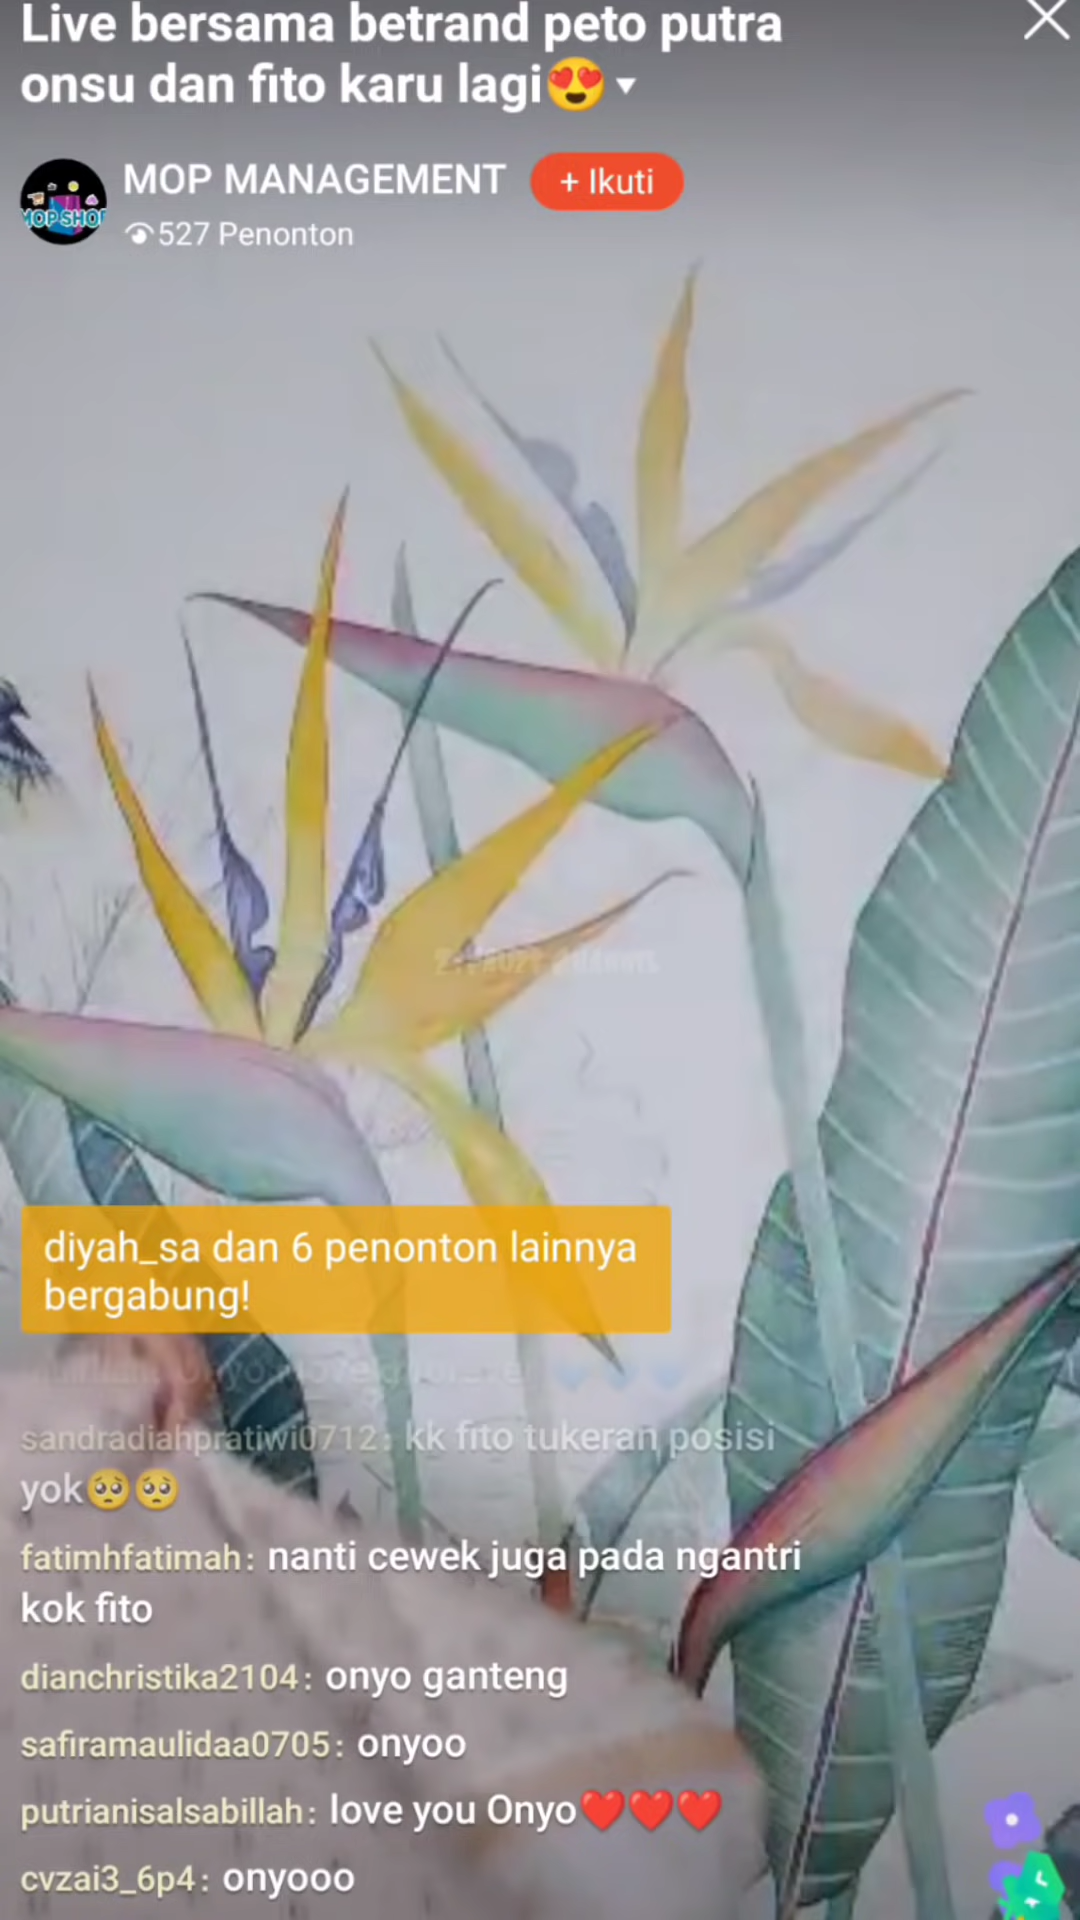 Live bersama betrand peto putra
onsu dan fito karu lagi😍▼
MOP MANAGEMENT
+ Ikuti
MOP SHOP
527 Penonton
diyah_sa dan 6 penonton lainnya
bergabung!
sandradiahpratiwi0712: kk fito tukeran posisi
yok🥺🥺
fatimhfatimah: nanti cewek juga pada ngantri
kok fito
dianchristika2104: onyo ganteng
safiramaulidaa0705: onyoo
putrianisalsabillah: love you Onyo❤️❤️❤️
cvzai3_6p4: onyooo